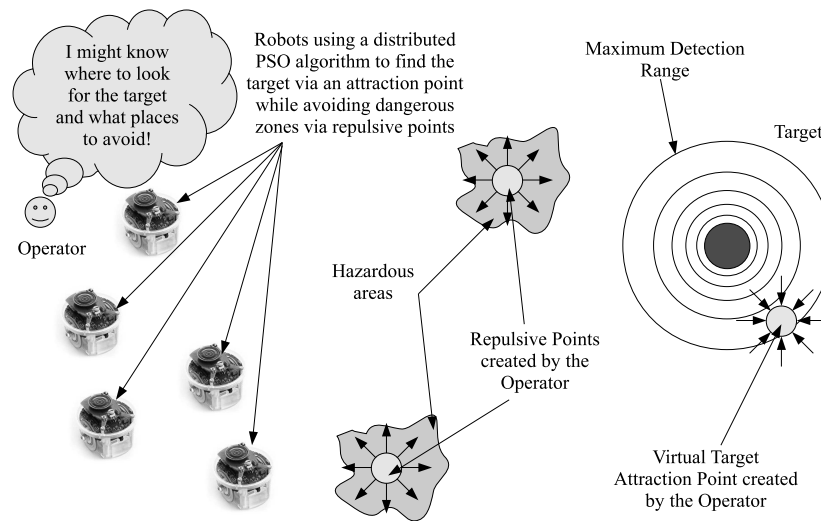 I might know
where to look
for the target
and what places
to avoid!
Operator
Robots using a distributed
PSO algorithm to find the
target via an attraction point
while avoiding dangerous
zones via repulsive points
Hazardous
areas
Repulsive Points
created by the
Operator
Maximum Detection
Range
Target
Virtual Target
Attraction Point created
by the Operator